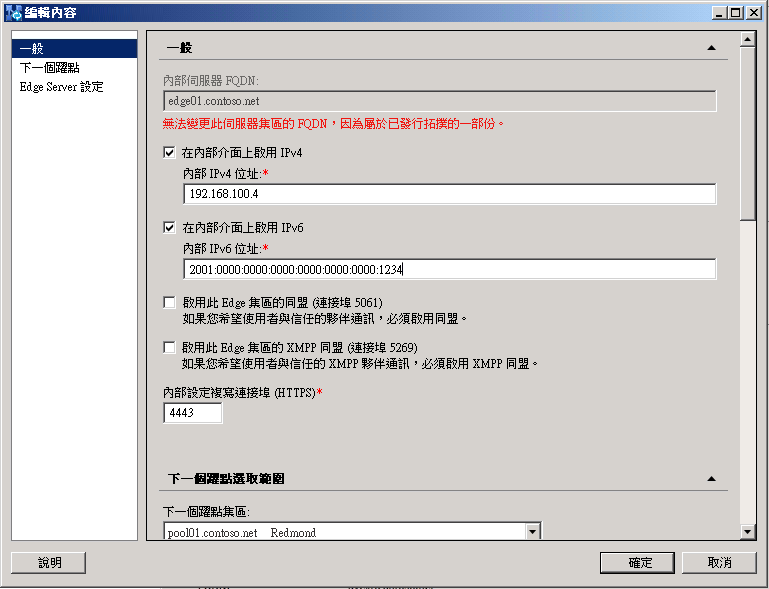 編輯內容
一般
下一個躍點
Edge Server 設定
一般
內部伺服器 FQDN:
edge01.contoso.net
無法變更此伺服器集區的 FQDN，因為屬於已發行拓撲的一部份。
在內部介面上啟用 IPv4
內部 IPv4 位址:*
192.168.100.4
在內部介面上啟用 IPv6
內部 IPv6 位址:*
2001:0000:0000:0000:0000:0000:0000:1234
啟用此 Edge 集區的同盟 (連接埠 5061)
如果您希望使用者與信任的夥伴通訊，必須啟用同盟。
啟用此 Edge 集區的 XMPP 同盟 (連接埠 5269)
如果您希望使用者與信任的 XMPP 夥伴通訊，必須啟用 XMPP 同盟。
內部設定複寫連接埠 (HTTPS)*
4443
下一個躍點選取範圍
下一個躍點集區:
pool01.contoso.net Redmond
說明
確定
取消